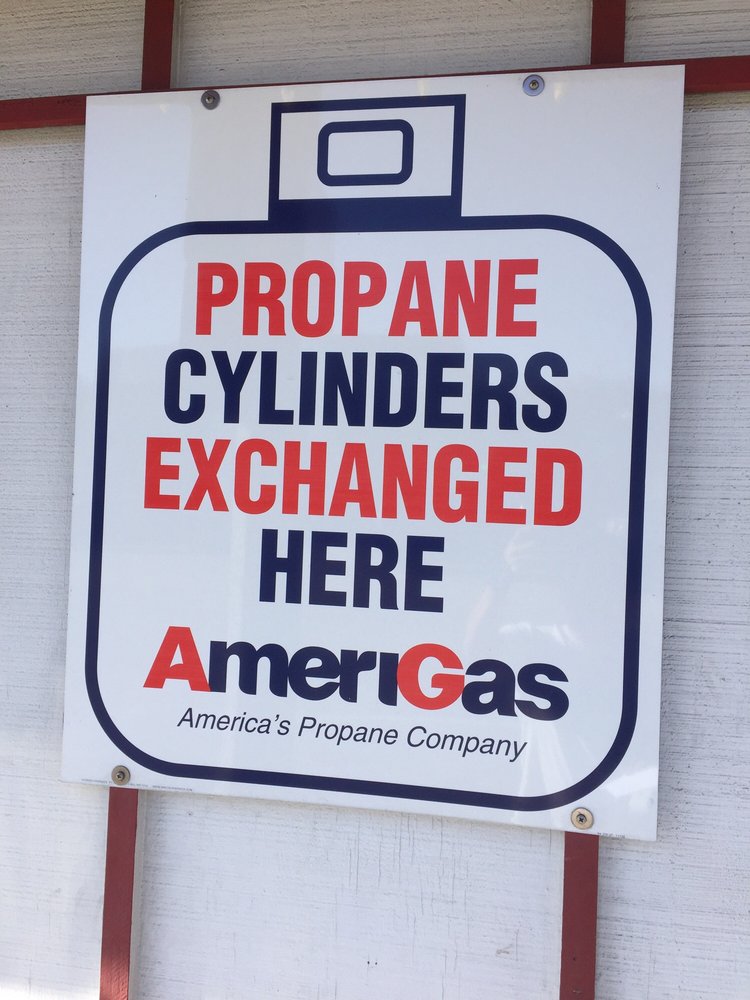 PROPANE
CYLINDERS
EXCHANGED
HERE
AmeriGas
America's Propane Company